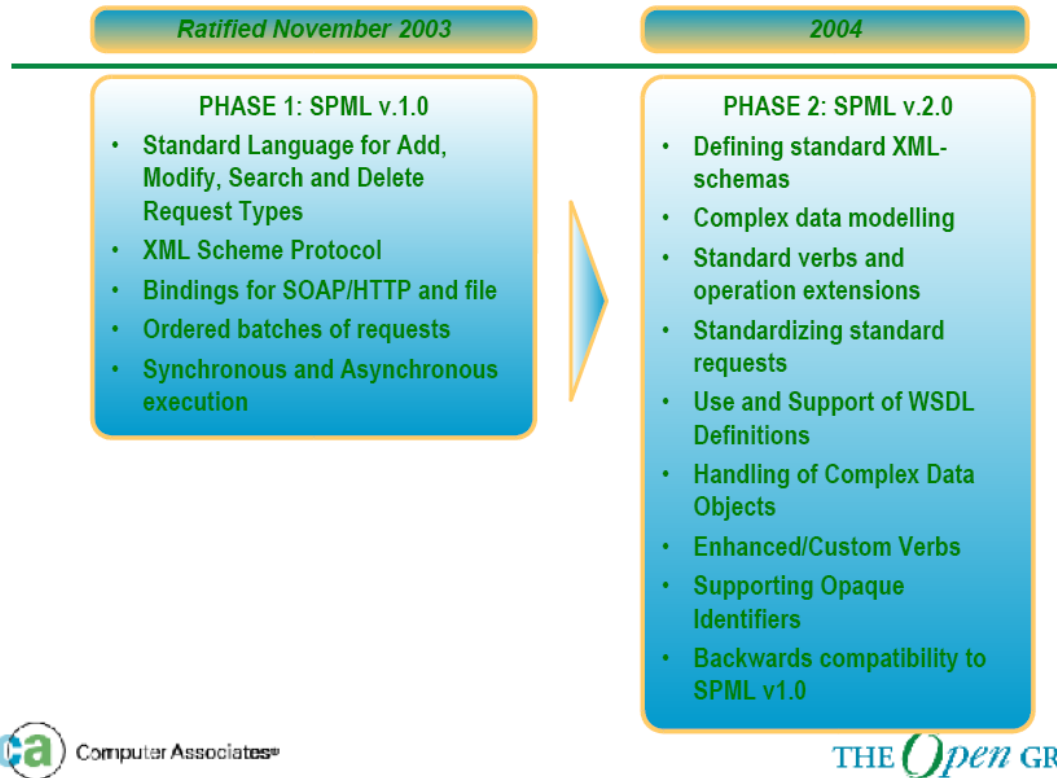 Ratified November 2003
2004
PHASE 1: SPML v.1.0
• Standard Language for Add,
Modify, Search and Delete
Request Types
• XML Scheme Protocol
• Bindings for SOAP/HTTP and file
• Ordered batches of requests
• Synchronous and Asynchronous
execution
PHASE 2: SPML v.2.0
• Defining standard XML-
schemas
• Complex data modelling
• Standard verbs and
operation extensions
• Standardizing standard
requests
• Use and Support of WSDL
Definitions
• Handling of Complex Data
Objects
• Enhanced/Custom Verbs
• Supporting Opaque
Identifiers
• Backwards compatibility to
SPML v1.0
ca Computer Associates®
THE Open GR